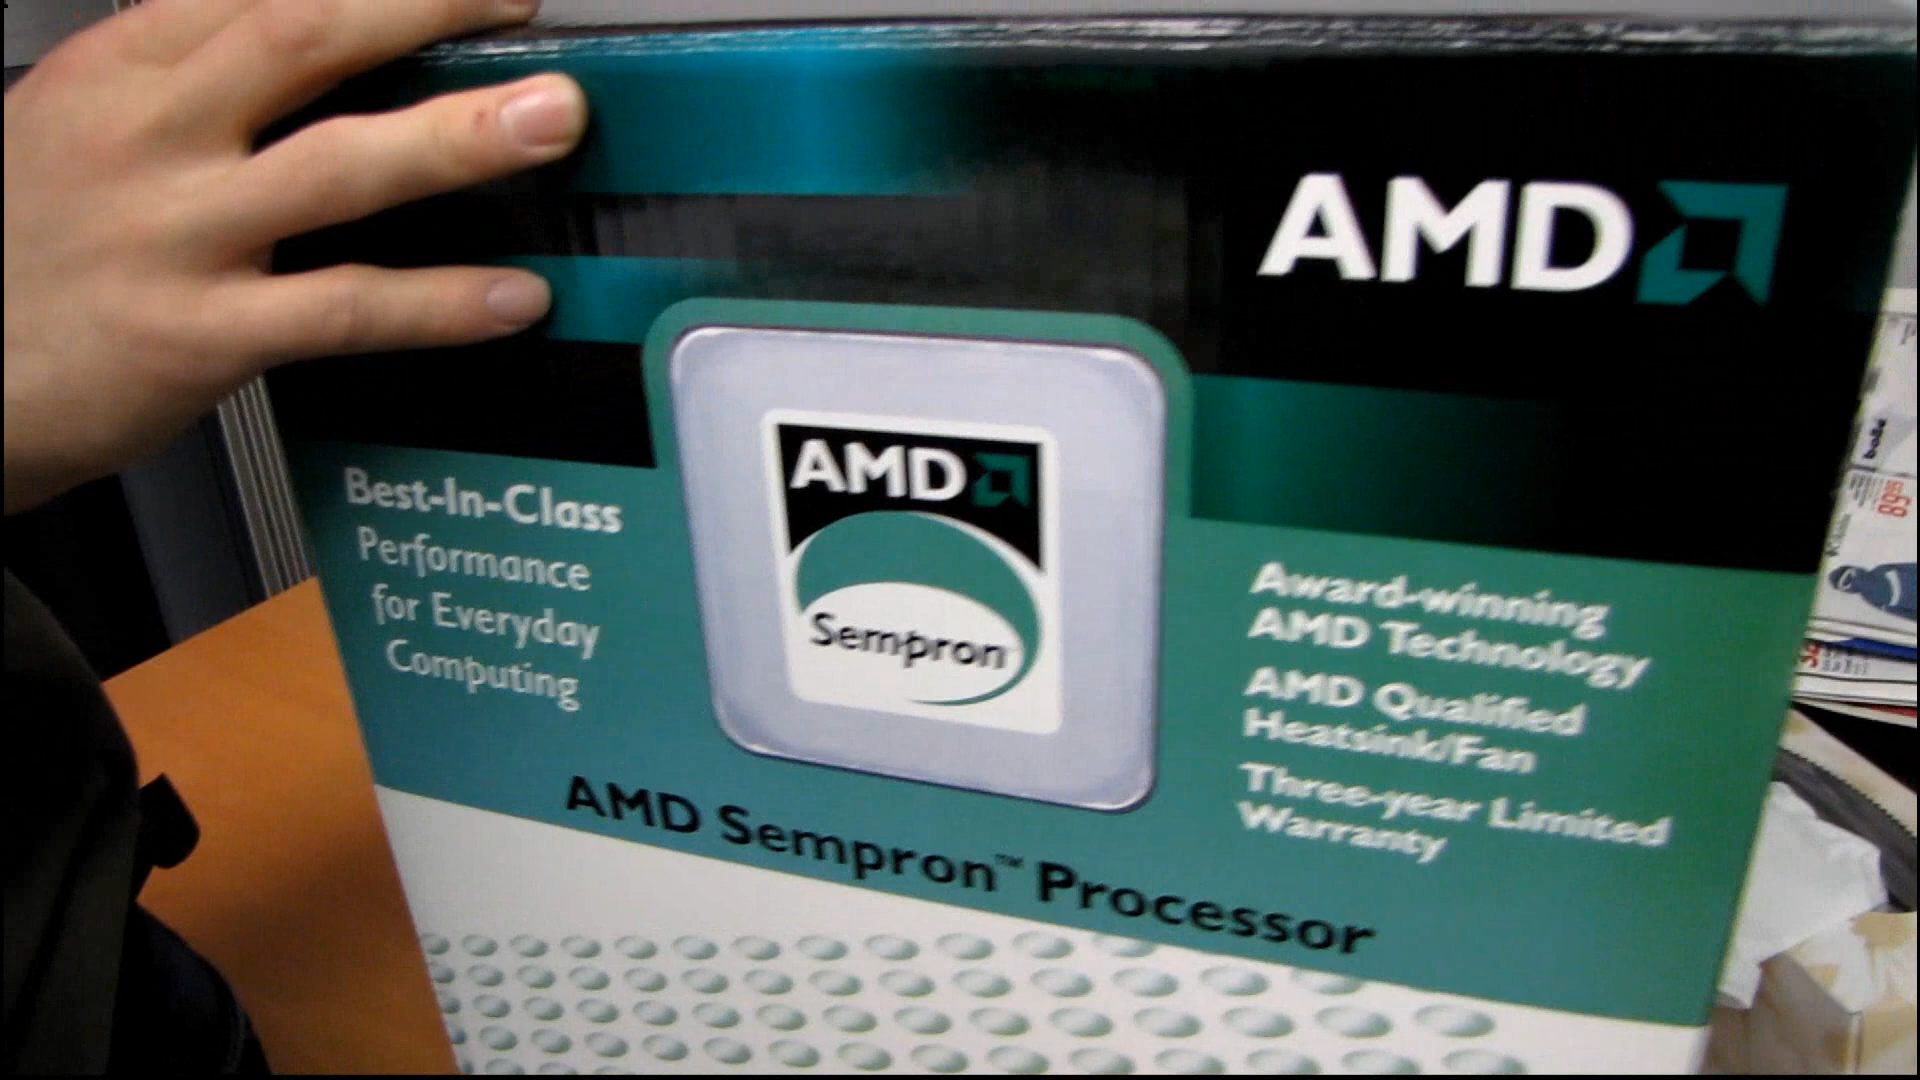 AMD
AMD
Sempron
Best-In-Class
Performance
for Everyday
Computing
Award-winning
AMD Technology
AMD Qualified
Heatsink/Fan
Three-year Limited
Warranty
AMD Sempron™ Processor